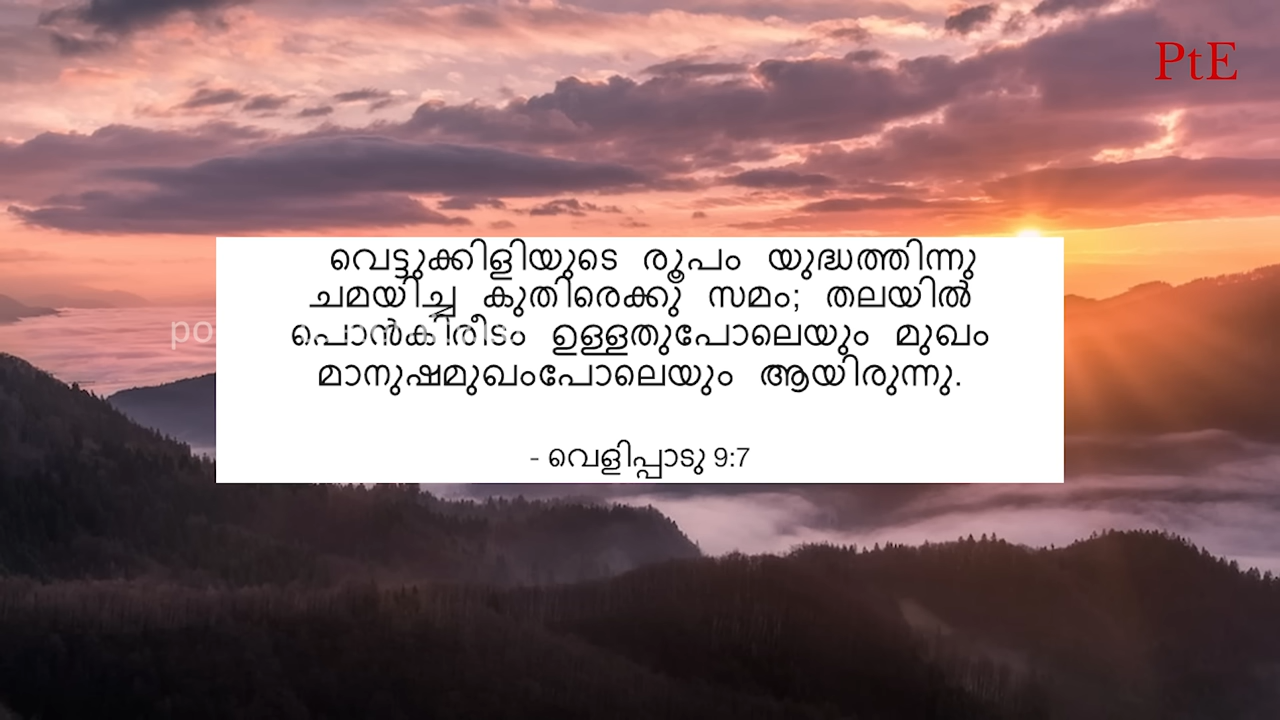 PtE
വെട്ടുക്കിളിയുടെ രൂപം യുദ്ധത്തിന്നു
ചമയിച്ച കുതിരെക്കു് സമം; തലയിൽ
പൊൻകിരീടം ഉള്ളതുപോലെയും മുഖം
മാനുഷമുഖംപോലെയും ആയിരുന്നു.
- വെളിപ്പാടു 9:7